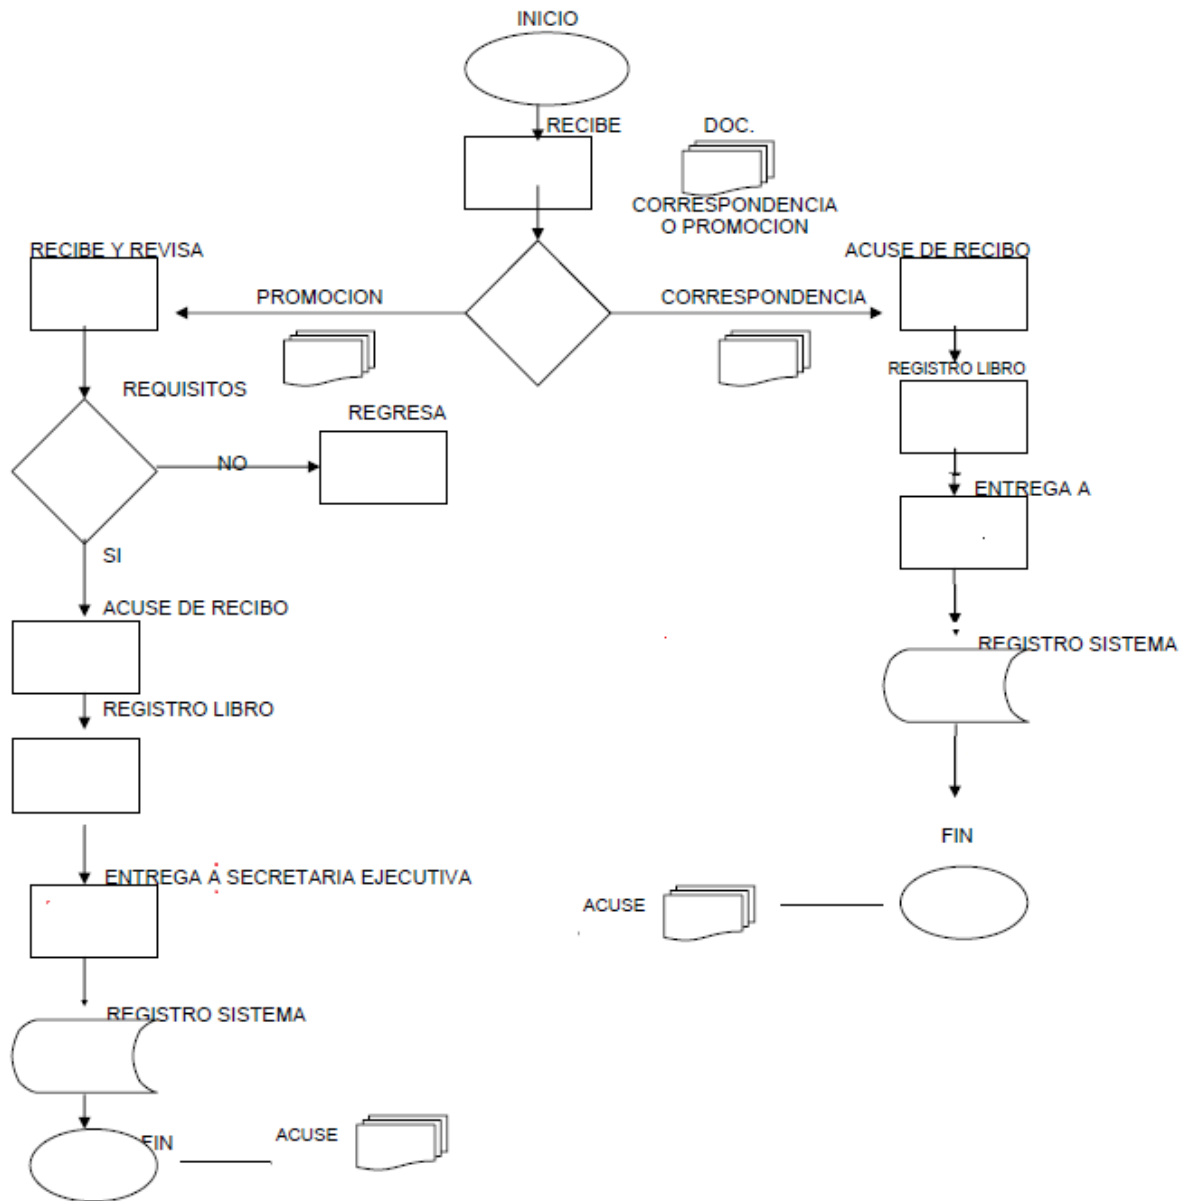 INICIO
RECIBE
DOC.
CORRESPONDENCIA
O PROMOCION
RECIBE Y REVISA
ACUSE DE RECIBO
PROMOCION
CORRESPONDENCIA
REGISTRO LIBRO
REQUISITOS
REGRESA
NO
ENTREGA A
SI
ACUSE DE RECIBO
REGISTRO SISTEMA
REGISTRO LIBRO
FIN
ENTREGA A SECRETARIA EJECUTIVA
ACUSE
REGISTRO SISTEMA
FIN
ACUSE